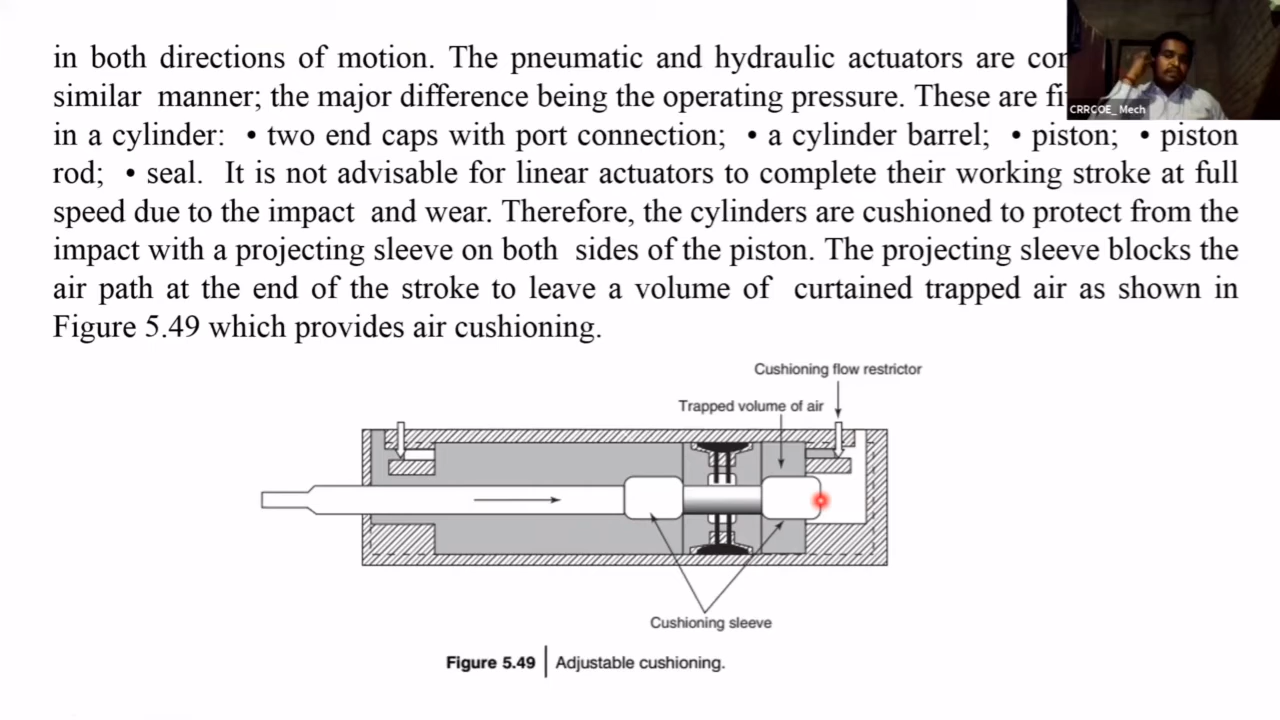 in both directions of motion. The pneumatic and hydraulic actuators are
similar manner; the major difference being the operating pressure. These are
CRRCOE_ Mech
in a cylinder: • two end caps with port connection; • a cylinder barrel; • piston; • piston
rod; • seal. It is not advisable for linear actuators to complete their working stroke at full
speed due to the impact and wear. Therefore, the cylinders are cushioned to protect from the
impact with a projecting sleeve on both sides of the piston. The projecting sleeve blocks the
air path at the end of the stroke to leave a volume of curtained trapped air as shown in
Figure 5.49 which provides air cushioning.
Cushioning flow restrictor
Trapped volume of air
Cushioning sleeve
Figure 5.49 Adjustable cushioning.